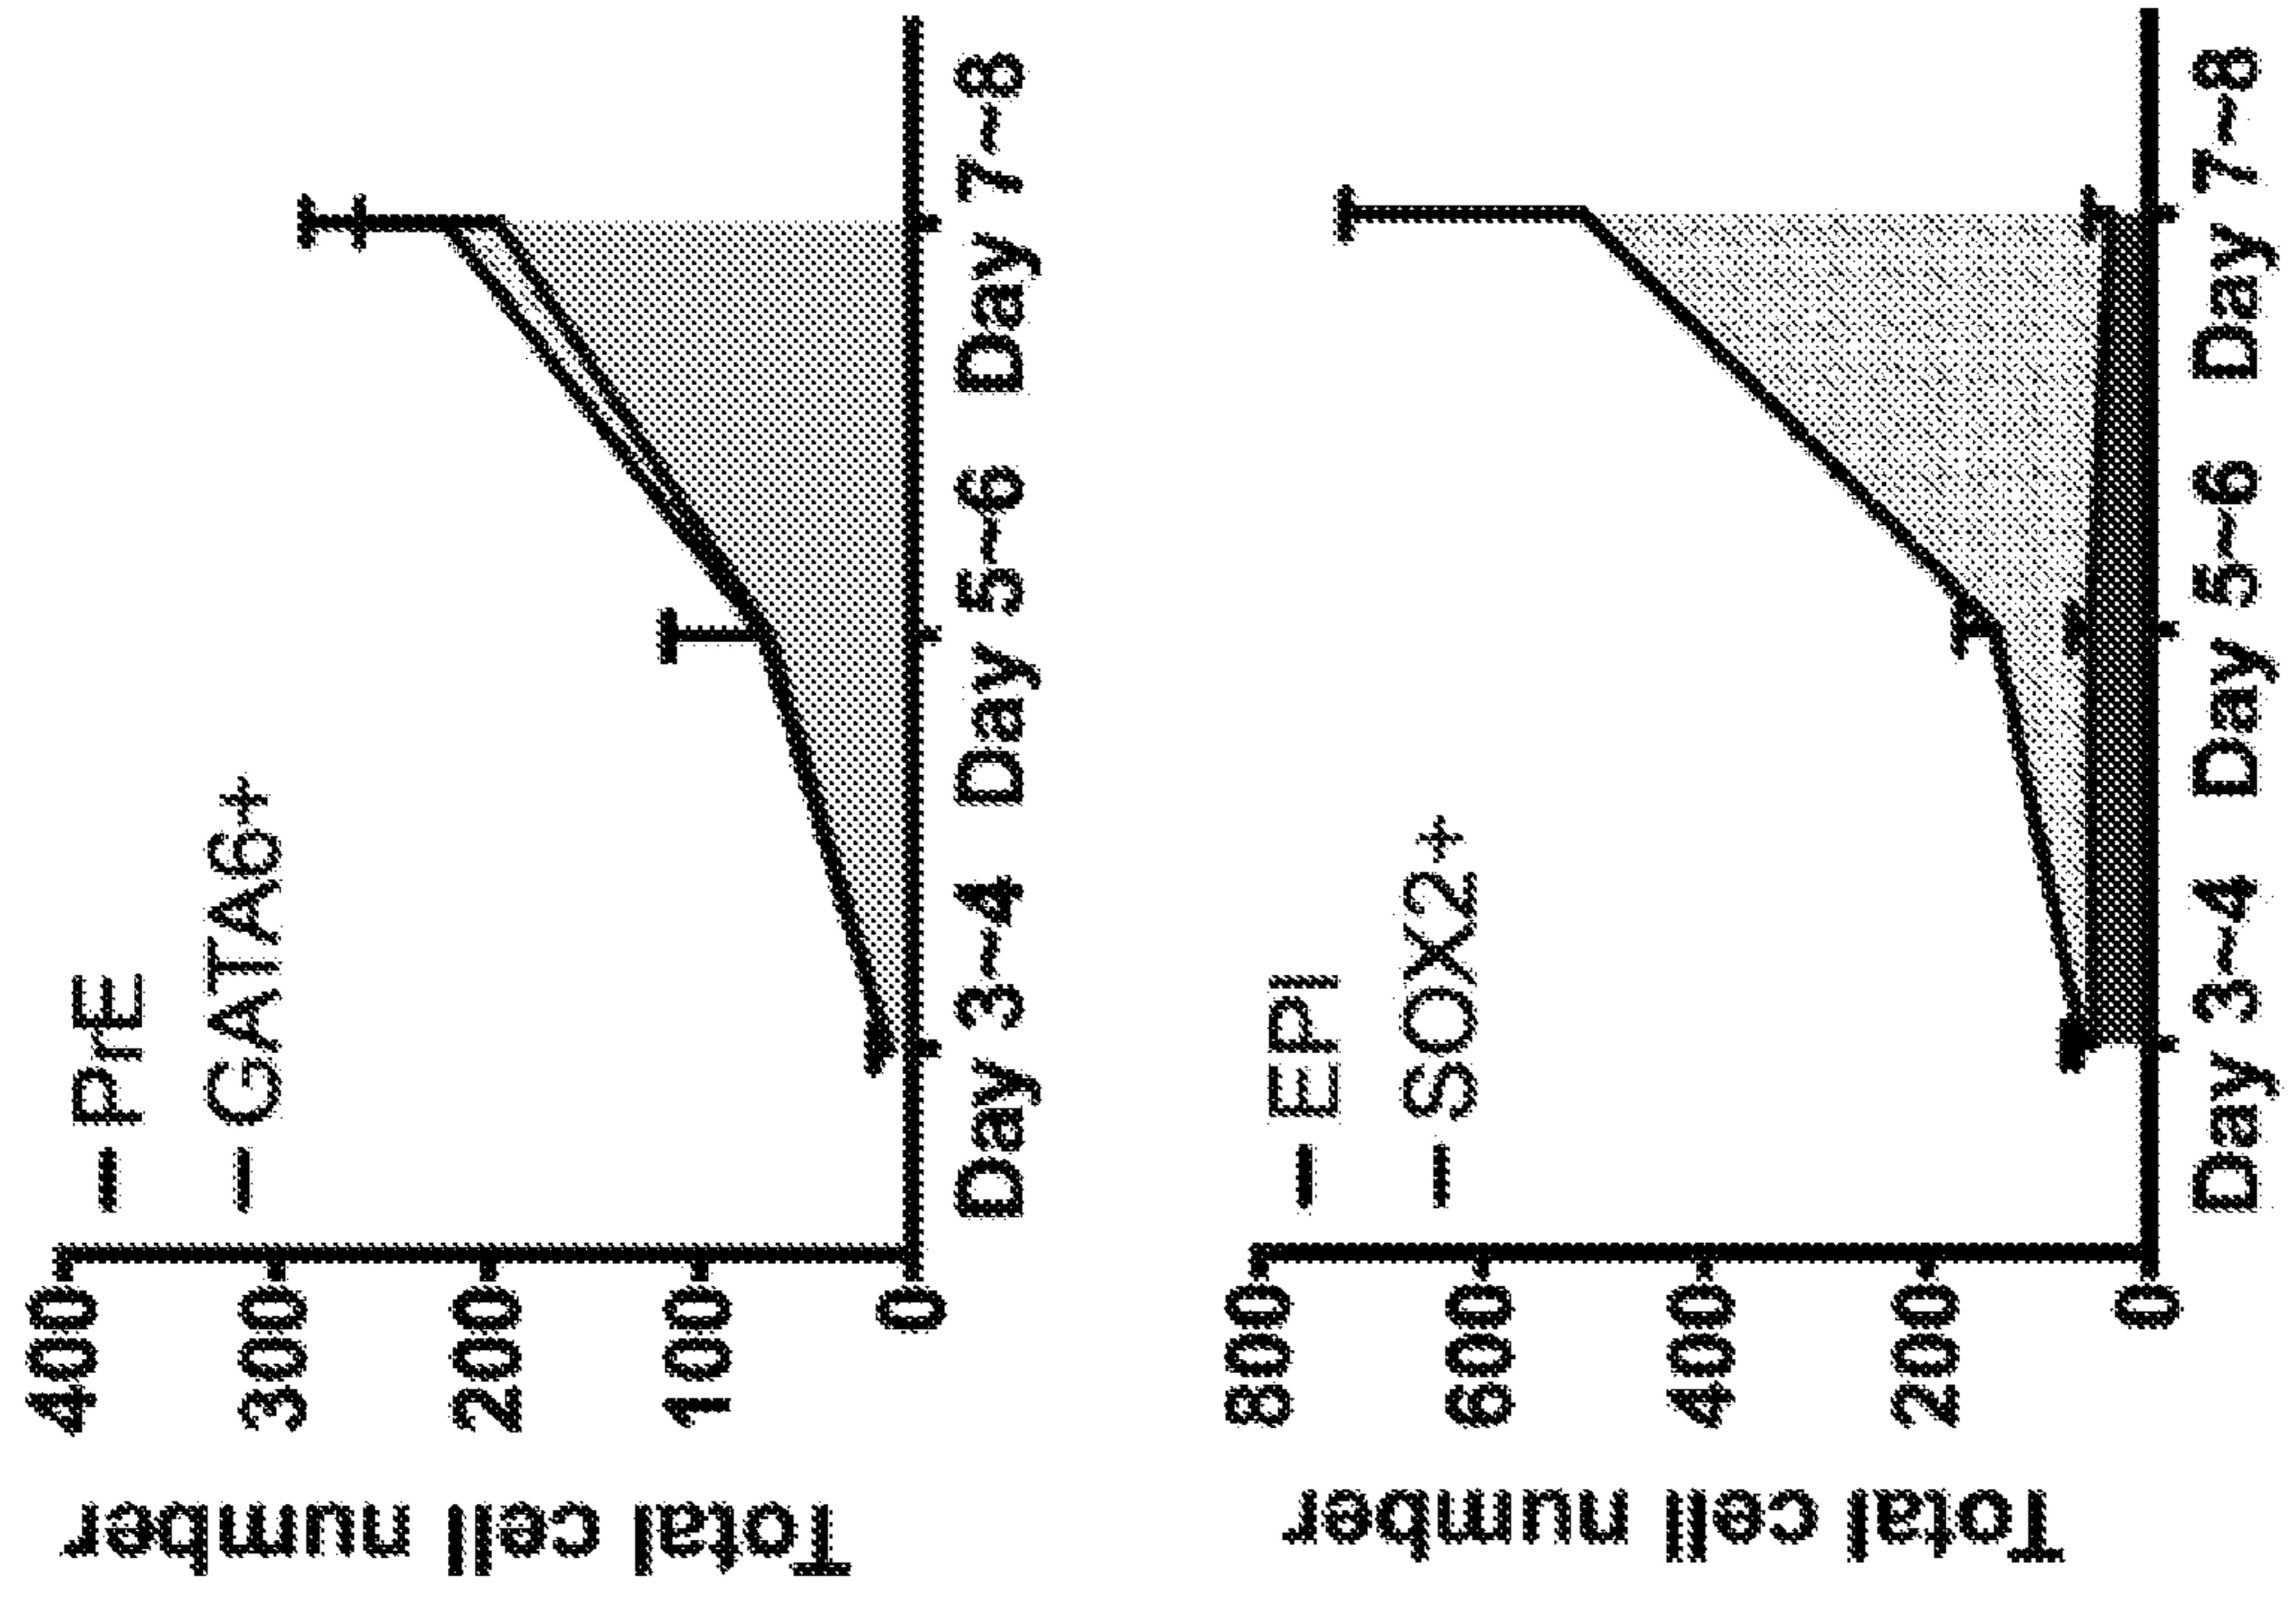 Total cell number
400
300
200
100
0
PrE
GATA6+
Day 3~4 Day 5~6 Day 7~8
Total cell number
800
600
400
200
0
EPI
SOX2+
Day 3~4 Day 5~6 Day 7~8